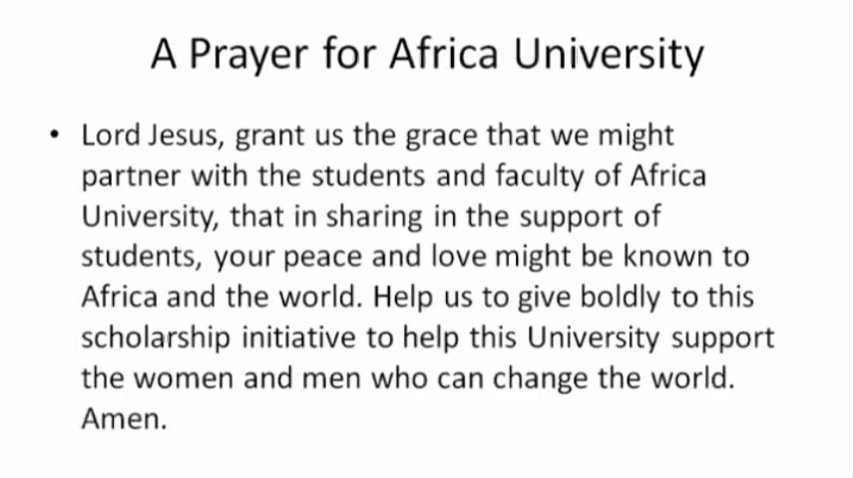 A Prayer for Africa University
• Lord Jesus, grant us the grace that we might
partner with the students and faculty of Africa
University, that in sharing in the support of
students, your peace and love might be known to
Africa and the world. Help us to give boldly to this
scholarship initiative to help this University support
the women and men who can change the world.
Amen.